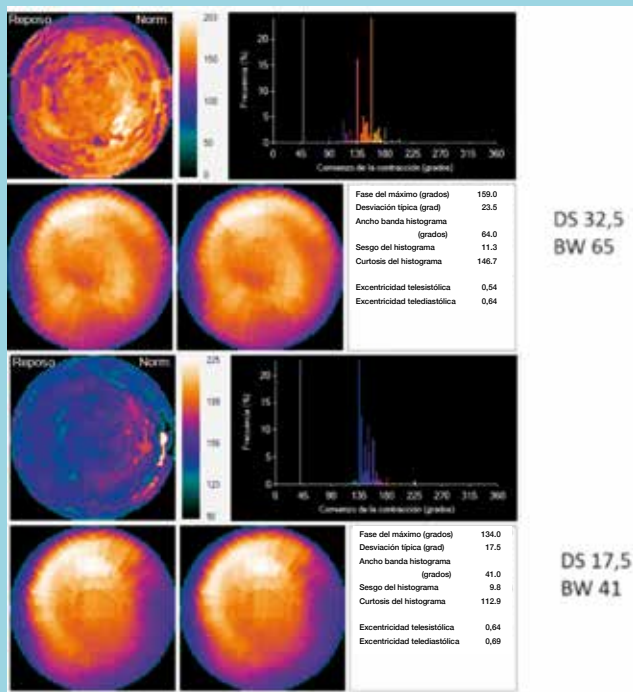 Reposo Norm.
203
150
100
50
0
Frecuencia (%)
20
15
10
5
0
0 45 90 135 180 225 270 315 360
Comienzo de la contracción (grados)
Fase del máximo (grados) 159.0
Desviación típica (grad) 23.5
Ancho banda histograma
(grados) 64.0
Sesgo del histograma 11.3
Curtosis del histograma 146.7
Excentricidad telesistólica 0,54
Excentricidad telediastólica 0,64
DS 32,5
BW 65
Reposo Norm.
225
Frecuencia (%)
20
15
10
5
0
0 45 90 135 180 225 270 315 360
Comienzo de la contracción (grados)
Fase del máximo (grados) 134.0
Desviación típica (grad) 17.5
Ancho banda histograma
(grados) 41.0
Sesgo del histograma 9.8
Curtosis del histograma 112.9
Excentricidad telesistólica 0,64
Excentricidad telediastólica 0,69
DS 17,5
BW 41